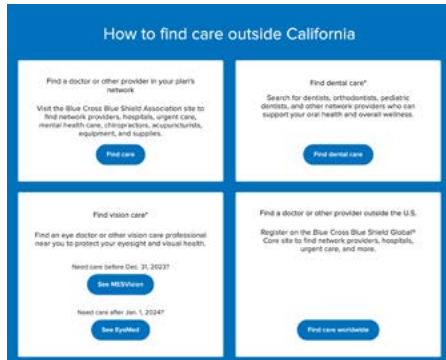 How to find care outside California
Find a doctor or other provider in your plan's
network
Visit the Blue Cross Blue Shield Association site to
find network providers, hospitals, urgent care,
mental health care, chiropractors, acupuncturists,
equipment, and supplies.
Find care
Find dental care*
Search for dentists, orthodontists, pediatric
dentists, and other network providers who can
support your oral health and overall wellness.
Find dental care
Find vision care*
Find an eye doctor or other vision care professional
near you to protect your eyesight and visual health.
Need care before Dec. 31, 2023?
See MESVision
Need care after Jan. 1, 2024?
See EyeMed
Find a doctor or other provider outside the U.S.
Register on the Blue Cross Blue Shield Global®
Core site to find network providers, hospitals,
urgent care, and more.
Find care worldwide